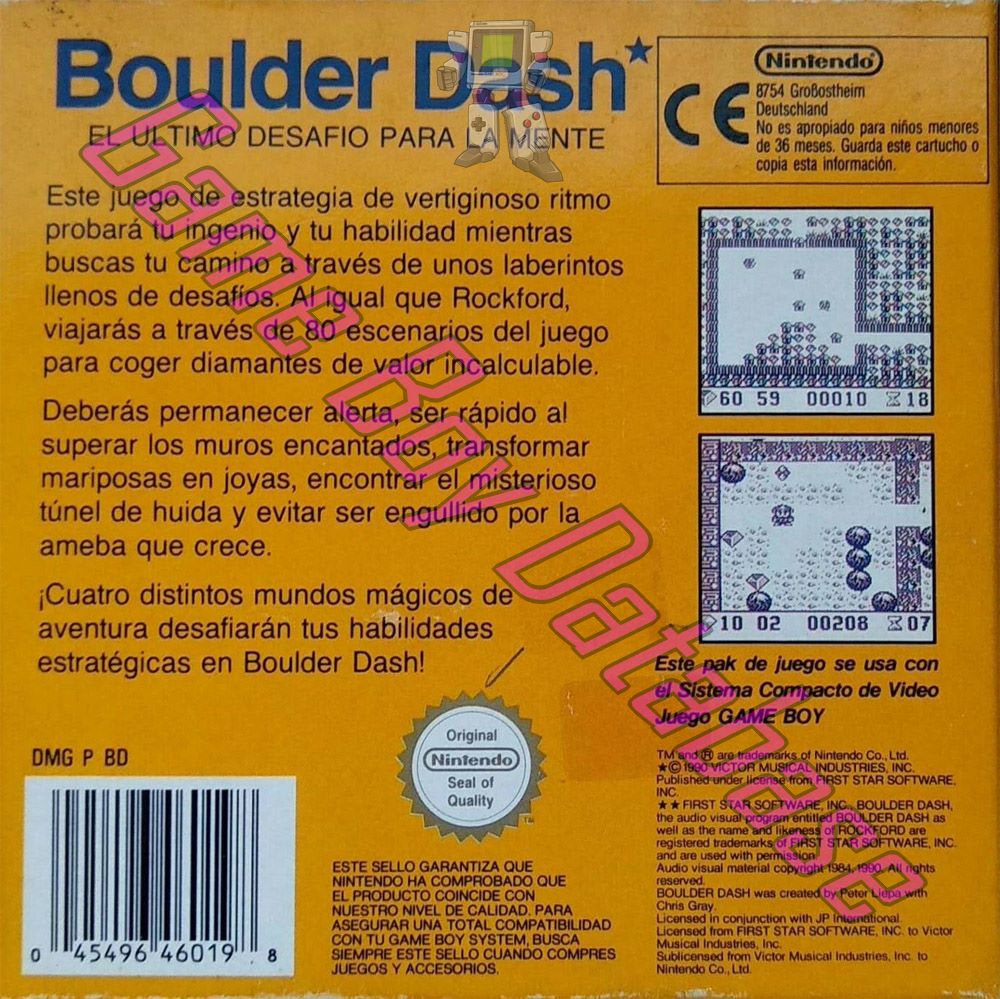 Boulder Dash★
EL ULTIMO DESAFIO PARA LA MENTE
Este juego de estrategia de vertiginoso ritmo
probará tu ingenio y tu habilidad mientras
buscas tu camino a través de unos laberintos
llenos de desafíos. Al igual que Rockford,
viajarás a través de 80 escenarios del juego
para coger diamantes de valor incalculable.
Deberás permanecer alerta, ser rápido al
superar los muros encantados, transformar
mariposas en joyas, encontrar el misterioso
túnel de huida y evitar ser engullido por la
ameba que crece.
¡Cuatro distintos mundos mágicos de
aventura desafiarán tus habilidades
estratégicas en Boulder Dash!
CE
Nintendo
8754 Großostheim
Deutschland
No es apropiado para niños menores
de 36 meses. Guarda este cartucho o
copia esta información.
60 59 00010 18
10 02 00208 07
Este pak de juego se usa con
el Sistema Compacto de Video
Juego GAME BOY
DMG P BD
0 45496 46019 8
Original
Nintendo
Seal of
Quality
TM
ESTE SELLO GARANTIZA QUE
NINTENDO HA COMPROBADO QUE
EL PRODUCTO COINCIDE CON
NUESTRO NIVEL DE CALIDAD. PARA
ASEGURAR UNA TOTAL COMPATIBILIDAD
CON TU GAME BOY SYSTEM, BUSCA
SIEMPRE ESTE SELLO CUANDO COMPRES
JUEGOS Y ACCESORIOS.
TM and ® are trademarks of Nintendo Co., Ltd.
★© 1990 VICTOR MUSICAL INDUSTRIES, INC.
Published under license from FIRST STAR SOFTWARE,
INC.
★★ FIRST STAR SOFTWARE, INC. BOULDER DASH,
the audio visual program entitled BOULDER DASH as
well as the name and likeness of ROCKFORD are
registered trademarks of FIRST STAR SOFTWARE, INC.
and are used with permission
Audio visual material copyright 1984, 1990. All rights
reserved.
BOULDER DASH was created by Peter Liepa with
Chris Gray.
Licensed in conjunction with JP International.
Licensed from FIRST STAR SOFTWARE, INC. to Victor
Musical Industries, Inc.
Sublicensed from Victor Musical Industries, Inc. to
Nintendo Co., Ltd.
Game Boy Database